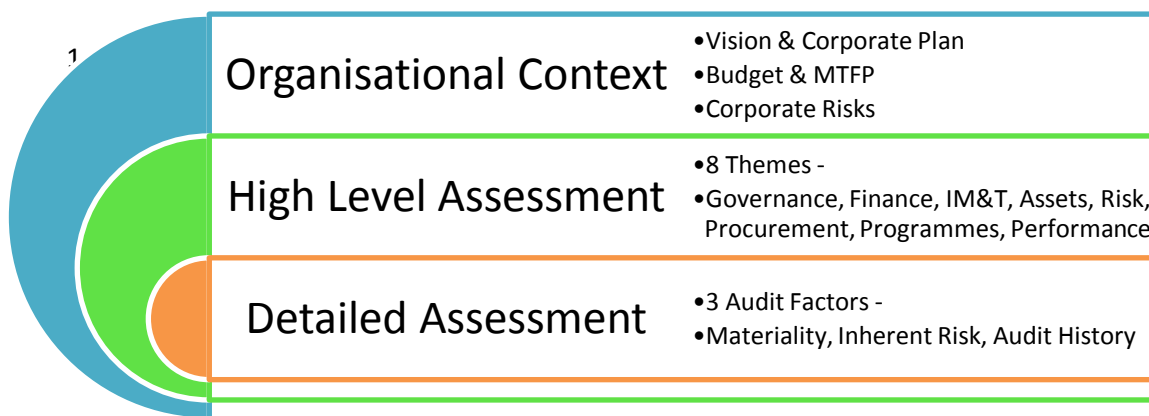 1
Organisational Context
•Vision & Corporate Plan
•Budget & MTFP
•Corporate Risks
High Level Assessment
•8 Themes -
•Governance, Finance, IM&T, Assets, Risk,
Procurement, Programmes, Performance
Detailed Assessment
•3 Audit Factors -
•Materiality, Inherent Risk, Audit History